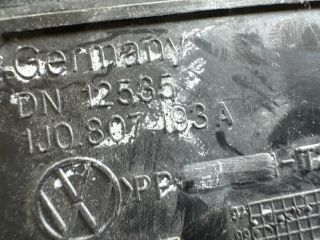 Germany
DN 12535
1J0.807 193 A
>PP